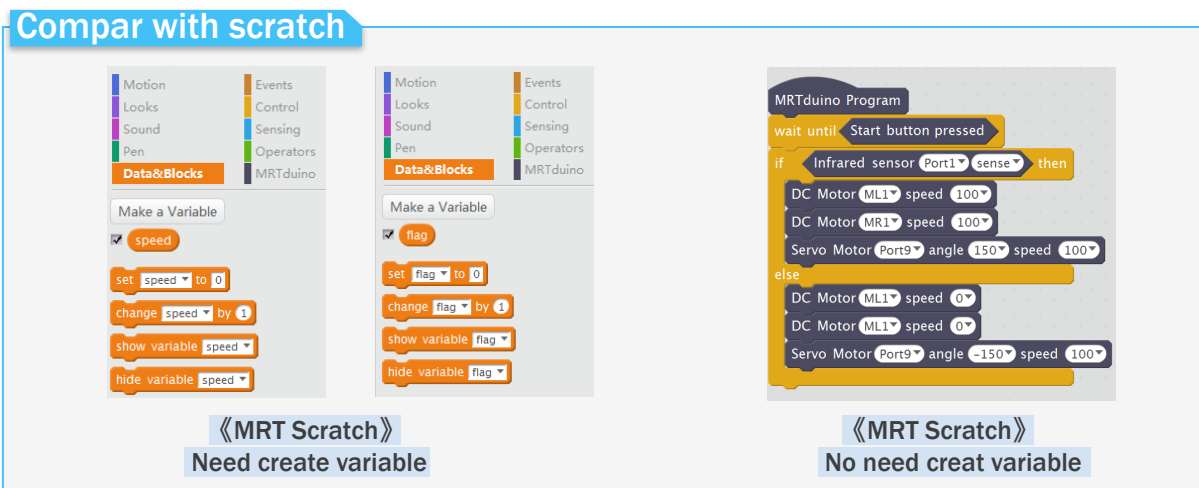 Compar with scratch
Motion Events
Looks Control
Sound Sensing
Pen Operators
Data&Blocks MRTduino
Make a Variable
speed
set speed to 0
change speed by 1
show variable speed
hide variable speed
Motion Events
Looks Control
Sound Sensing
Pen Operators
Data&Blocks MRTduino
Make a Variable
flag
set flag to 0
change flag by 1
show variable flag
hide variable flag
MRTduino Program
wait until Start button pressed
if Infrared sensor Port1 sense then
DC Motor ML1 speed 100
DC Motor MR1 speed 100
Servo Motor Port9 angle 150 speed 100
else
DC Motor ML1 speed 0
DC Motor ML1 speed 0
Servo Motor Port9 angle -150 speed 100
《MRT Scratch》
Need create variable
《MRT Scratch》
No need creat variable